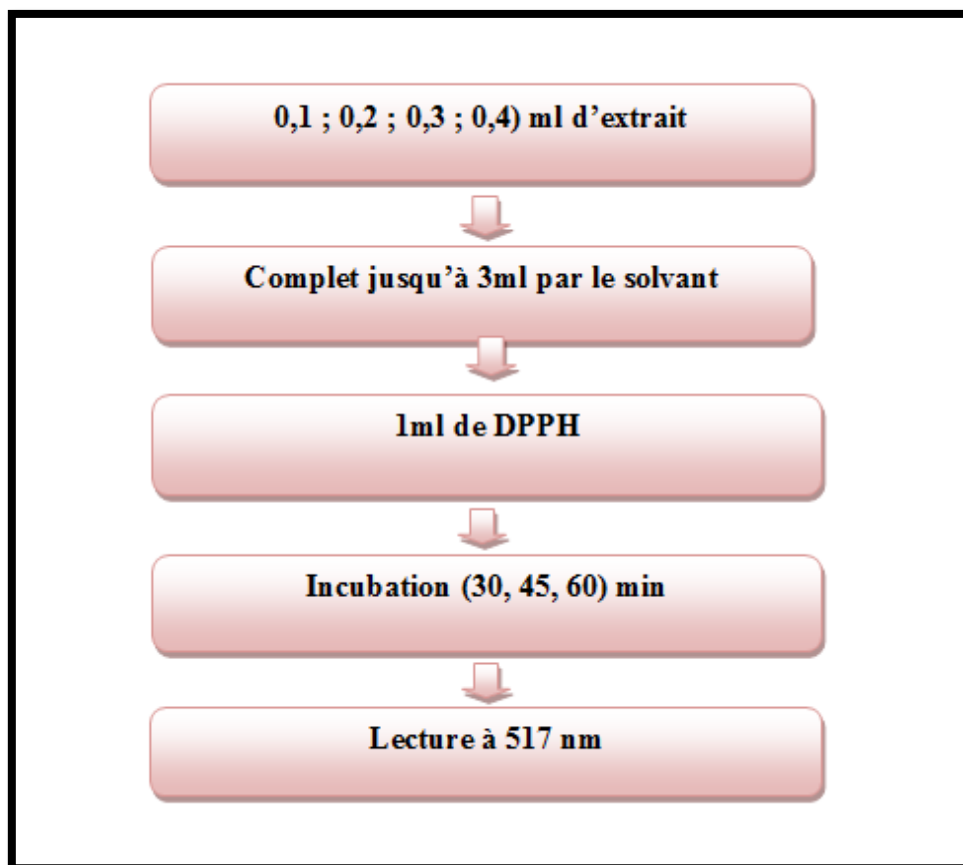 0,1 ; 0,2 ; 0,3 ; 0,4) ml d’extrait
Complet jusqu’à 3ml par le solvant
1ml de DPPH
Incubation (30, 45, 60) min
Lecture à 517 nm